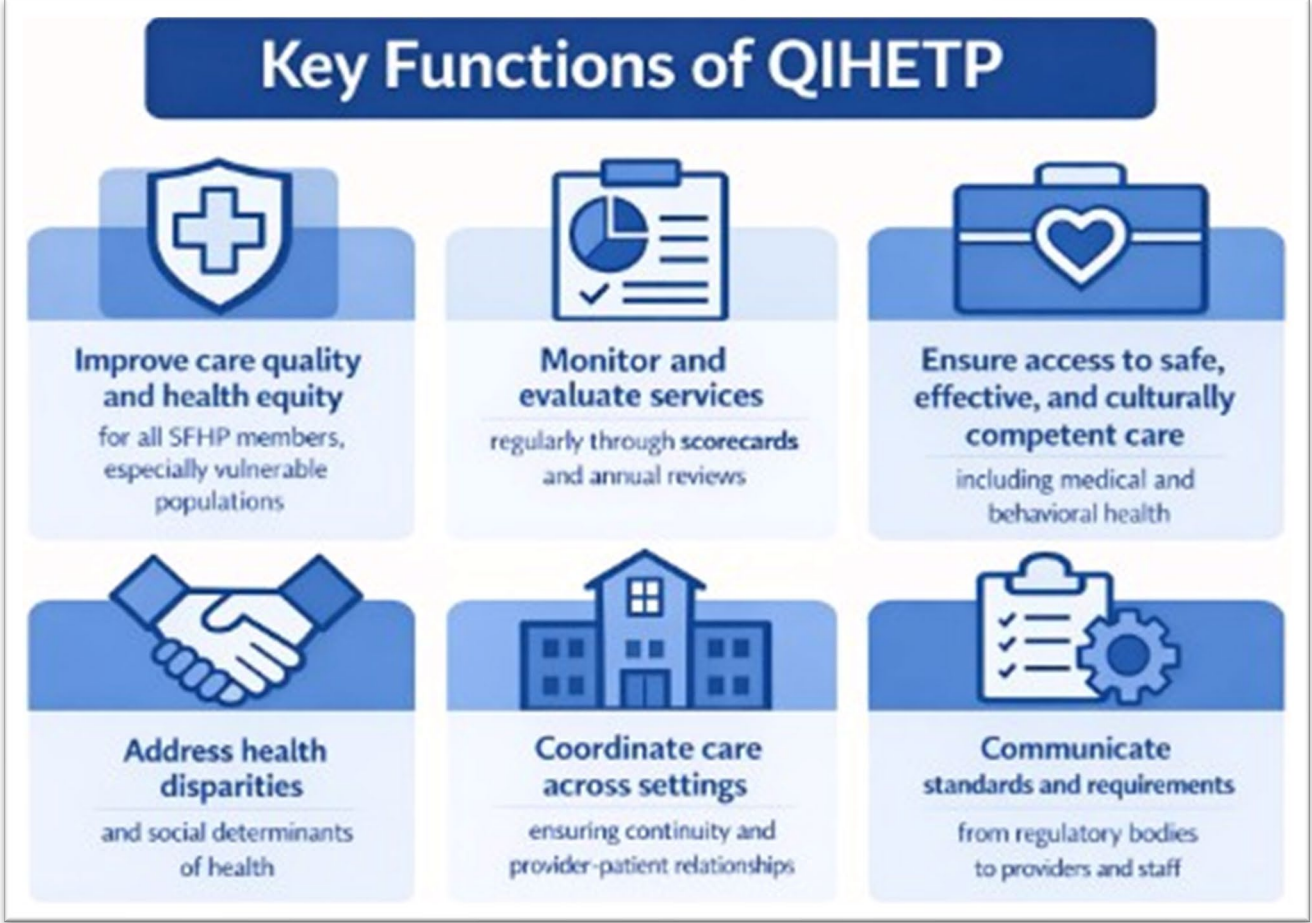 Key Functions of QIHETP
Improve care quality
and health equity
for all SFHP members,
especially vulnerable
populations
Monitor and
evaluate services
regularly through scorecards
and annual reviews
Ensure access to safe,
effective, and culturally
competent care
including medical and
behavioral health
Address health
disparities
and social determinants
of health
Coordinate care
across settings
ensuring continuity and
provider-patient relationships
Communicate
standards and requirements
from regulatory bodies
to providers and staff